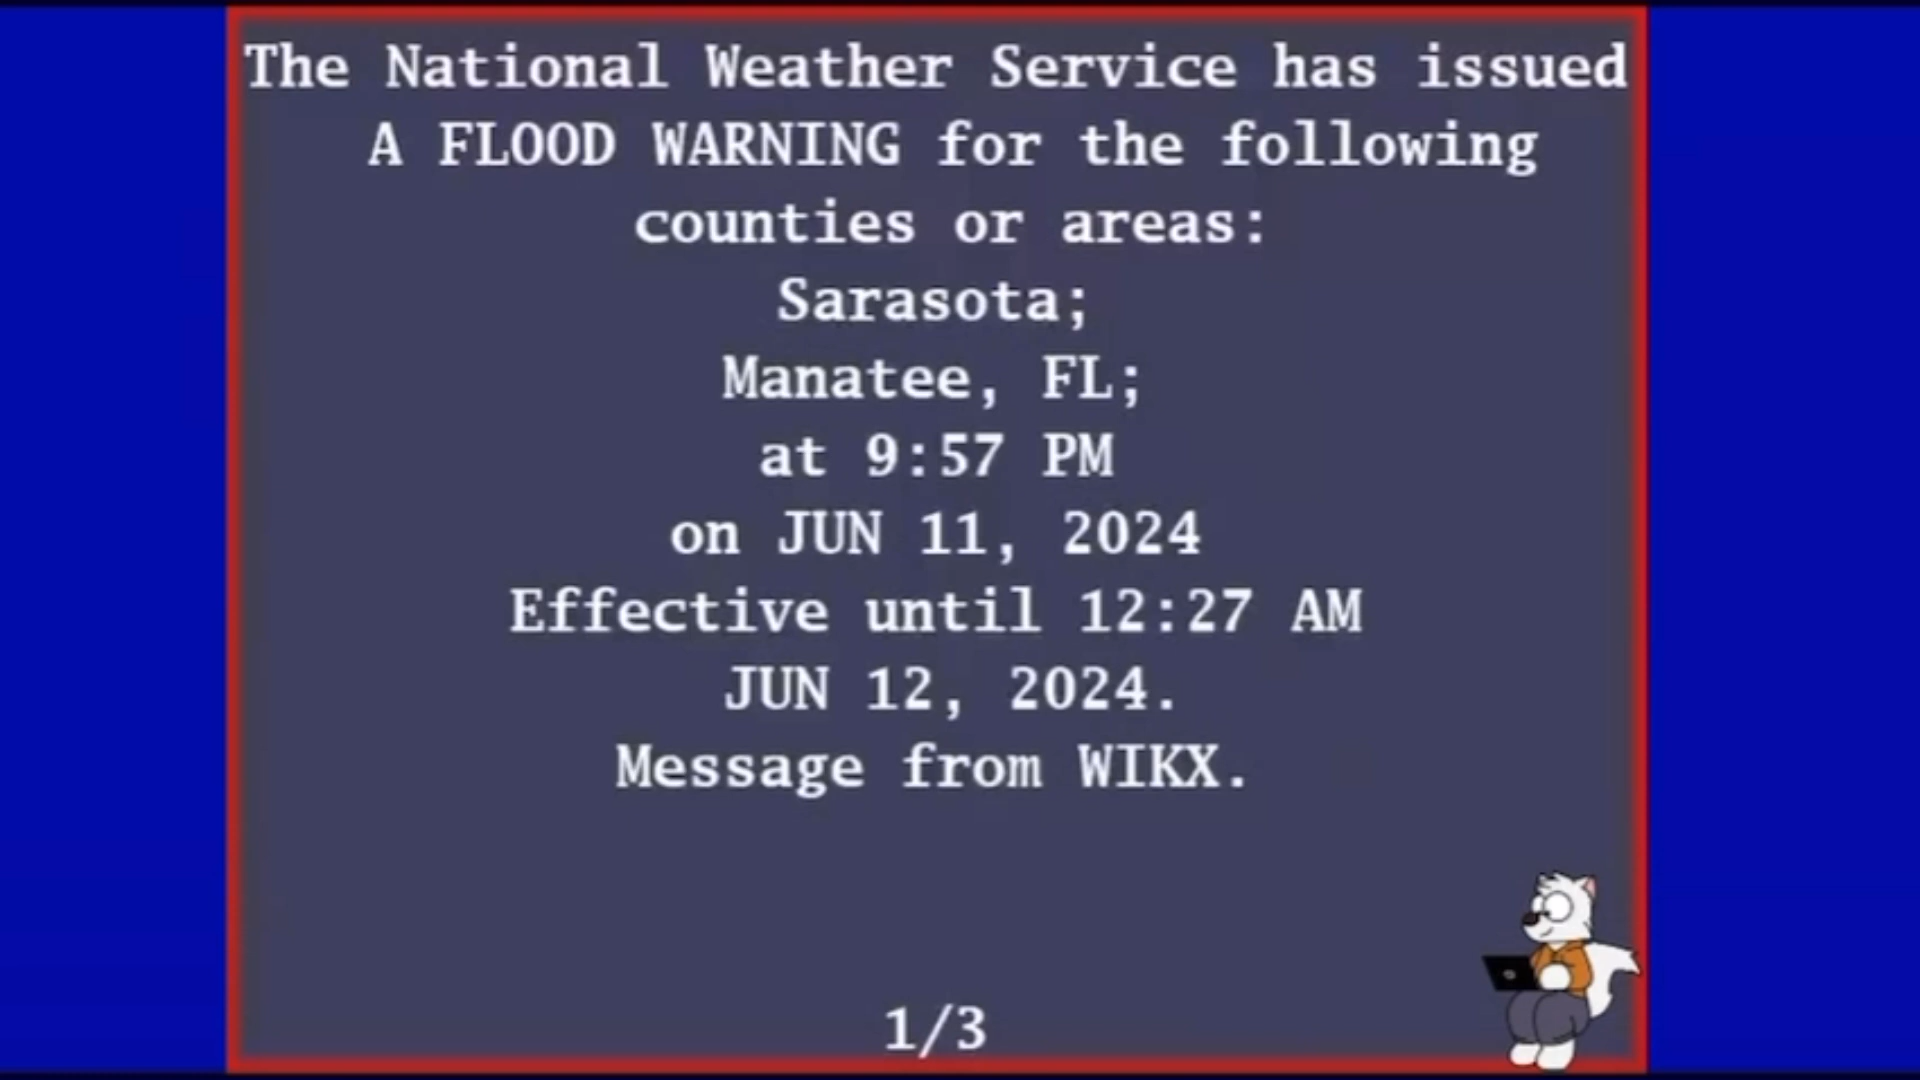 The National Weather Service has issued
A FLOOD WARNING for the following
counties or areas:
Sarasota;
Manatee, FL;
at 9:57 PM
on JUN 11, 2024
Effective until 12:27 AM
JUN 12, 2024.
Message from WIKX.
1/3